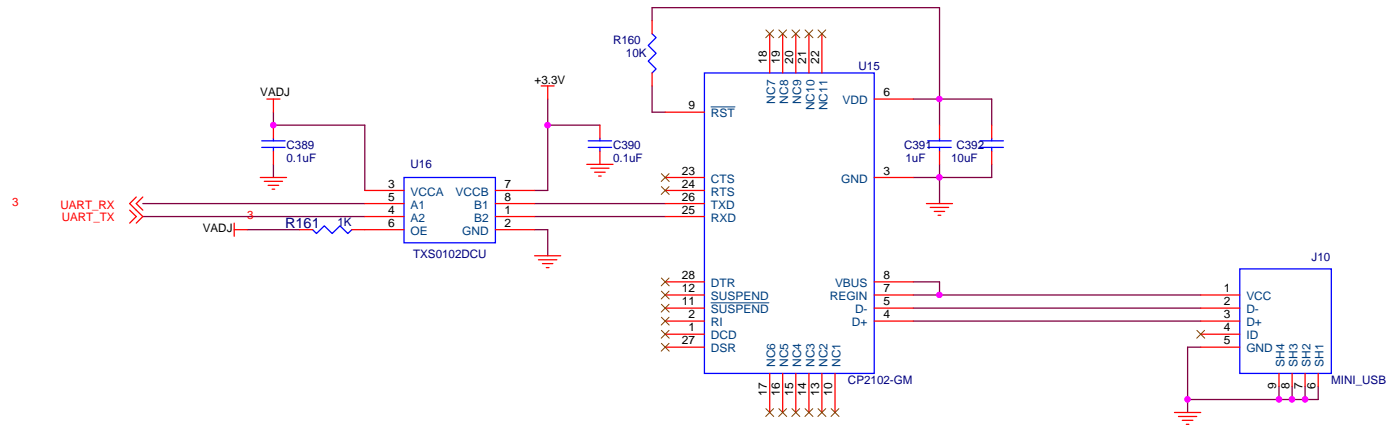 R160
10K
18
19
20
21
22
NC7
NC8
NC9
NC10
NC11
U15
9
RST
VDD
6
VADJ
+3.3V
C389
0.1uF
C390
0.1uF
C391
1uF
C392
10uF
U16
3
VCCA
VCCB
7
5
A1
B1
8
4
A2
B2
1
6
OE
GND
2
TXS0102DCU
3
UART_RX
UART_TX
3
VADJ
R161
1K
23
CTS
24
RTS
26
TXD
25
RXD
GND
3
28
DTR
12
SUSPEND
11
SUSPEND
2
RI
1
DCD
27
DSR
VBUS
8
REGIN
7
D-
5
D+
4
NC6
NC5
NC4
NC3
NC2
NC1
17
16
15
14
13
10
CP2102-GM
J10
1
VCC
2
D-
3
D+
4
ID
5
GND
SH4
SH3
SH2
SH1
9
8
7
6
MINI_USB